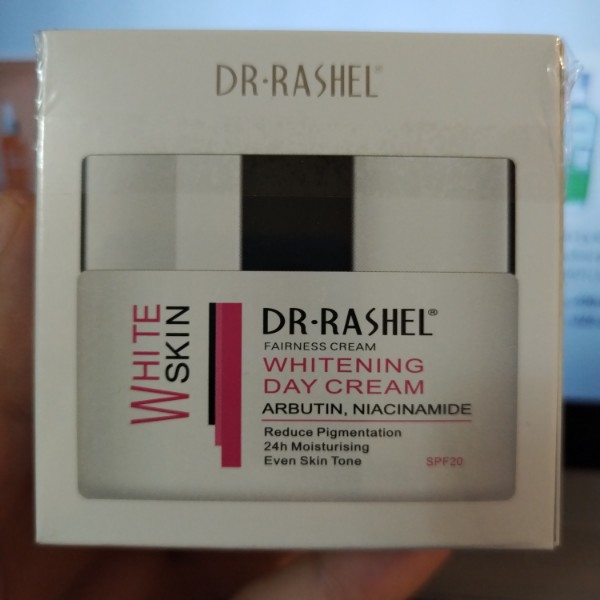 DR·RASHEL®
WHITE
SKIN
DR·RASHEL®
FAIRNESS CREAM
WHITENING
DAY CREAM
ARBUTIN, NIACINAMIDE
Reduce Pigmentation
24h Moisturising
Even Skin Tone
SPF20